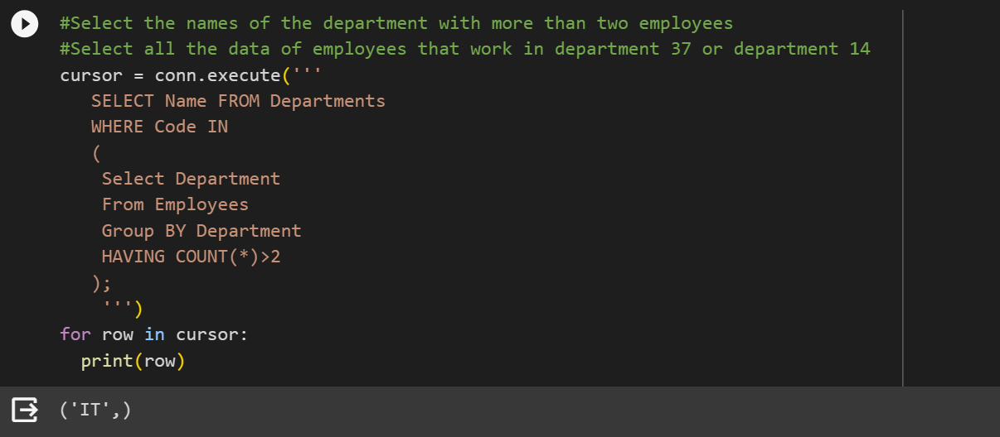 #Select the names of the department with more than two employees
#Select all the data of employees that work in department 37 or department 14
cursor = conn.execute('''
SELECT Name FROM Departments
WHERE Code IN
(
Select Department
From Employees
Group BY Department
HAVING COUNT(*)>2
);
''')
for row in cursor:
print(row)
('IT',)